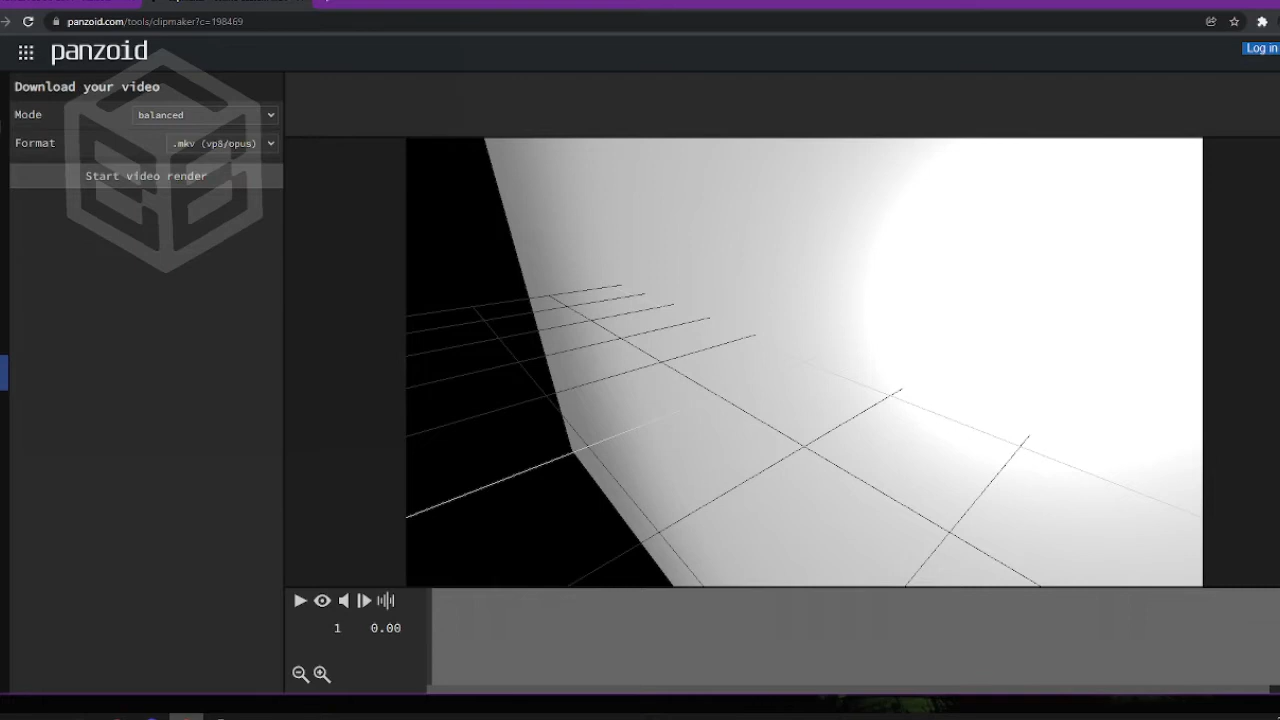 panzoid.com/tools/clipmaker?c=198469
panzoid
Log in
Download your video
Mode balanced
Format .mkv (vp8/opus)
Start video render
1 0.00